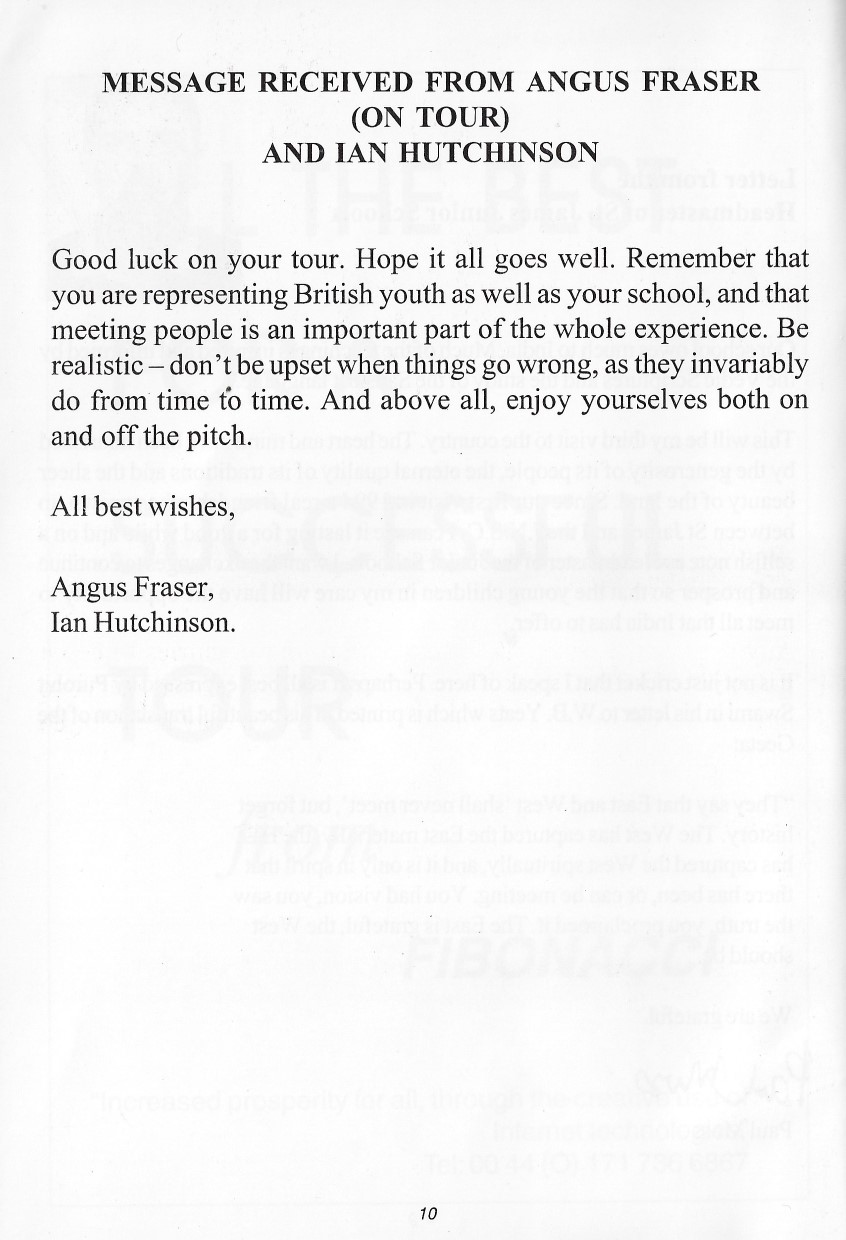 MESSAGE RECEIVED FROM ANGUS FRASER
(ON TOUR)
AND IAN HUTCHINSON
Good luck on your tour. Hope it all goes well. Remember that
you are representing British youth as well as your school, and that
meeting people is an important part of the whole experience. Be
realistic – don't be upset when things go wrong, as they invariably
do from time to time. And above all, enjoy yourselves both on
and off the pitch.
All best wishes,
Angus Fraser,
Ian Hutchinson.
10